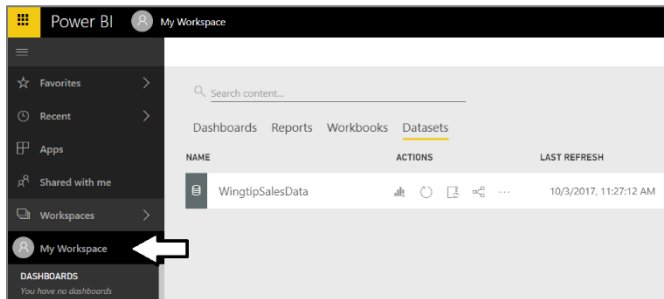 Power BI My Workspace
Favorites
Recent
Apps
Shared with me
Workspaces
My Workspace
DASHBOARDS
You have no dashboards
Search content...
Dashboards Reports Workbooks Datasets
NAME ACTIONS LAST REFRESH
WingtipSalesData ... 10/3/2017, 11:27:12 AM